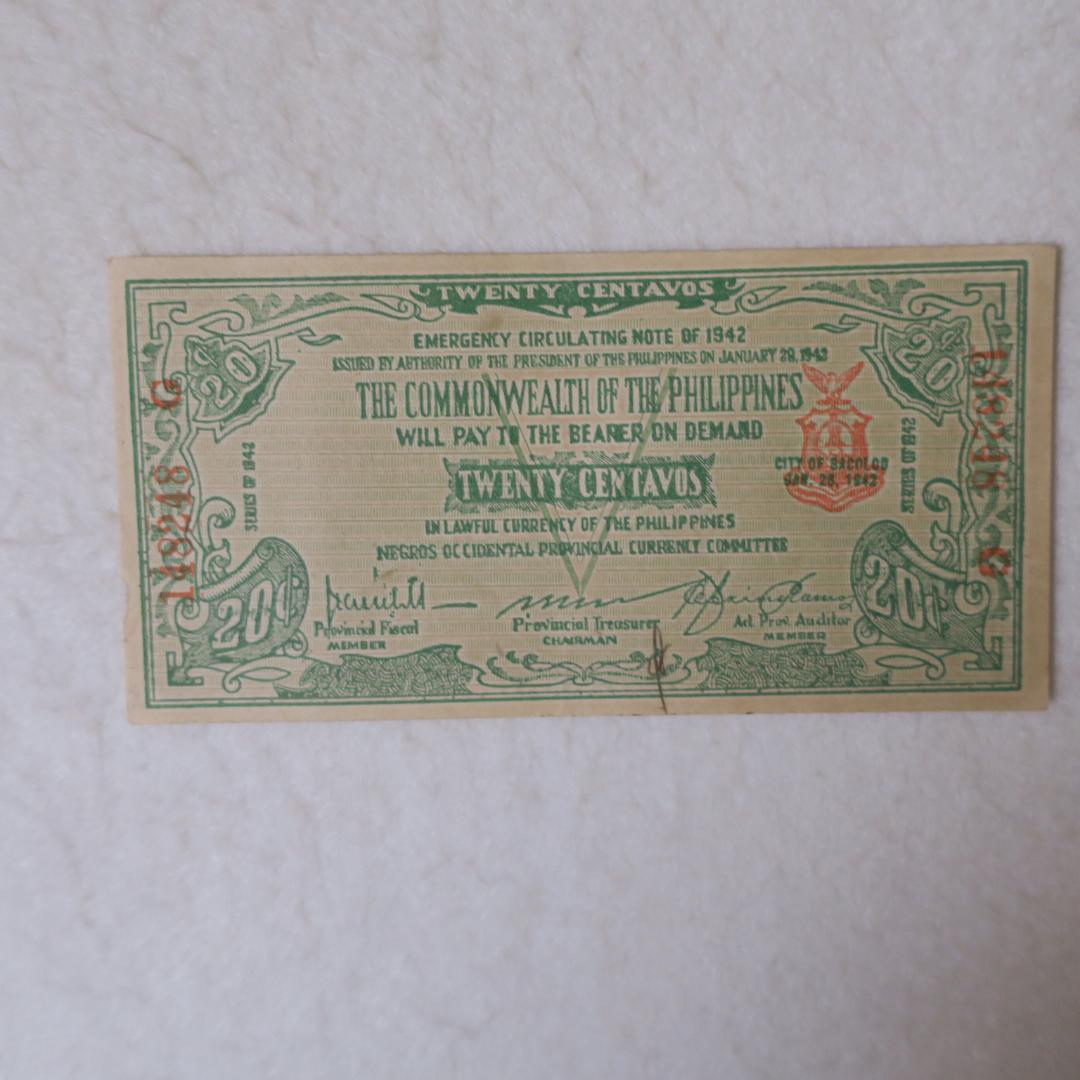 TWENTY CENTAVOS
EMERGENCY CIRCULATING NOTE OF 1942
ISSUED BY AUTHORITY OF THE PRESIDENT OF THE PHILIPPINES ON JANUARY 29, 1942
THE COMMONWEALTH OF THE PHILIPPINES
WILL PAY TO THE BEARER ON DEMAND
TWENTY CENTAVOS
IN LAWFUL CURRENCY OF THE PHILIPPINES
NEGROS OCCIDENTAL PROVINCIAL CURRENCY COMMITTEE
20
20
148248 G
148248 G
SERIES OF 1942
SERIES OF 1942
CITY OF BACOLOD
JAN. 26, 1942
V
20¢
20¢
Provincial Fiscal
MEMBER
Provincial Treasurer
CHAIRMAN
Act. Prov. Auditor
MEMBER